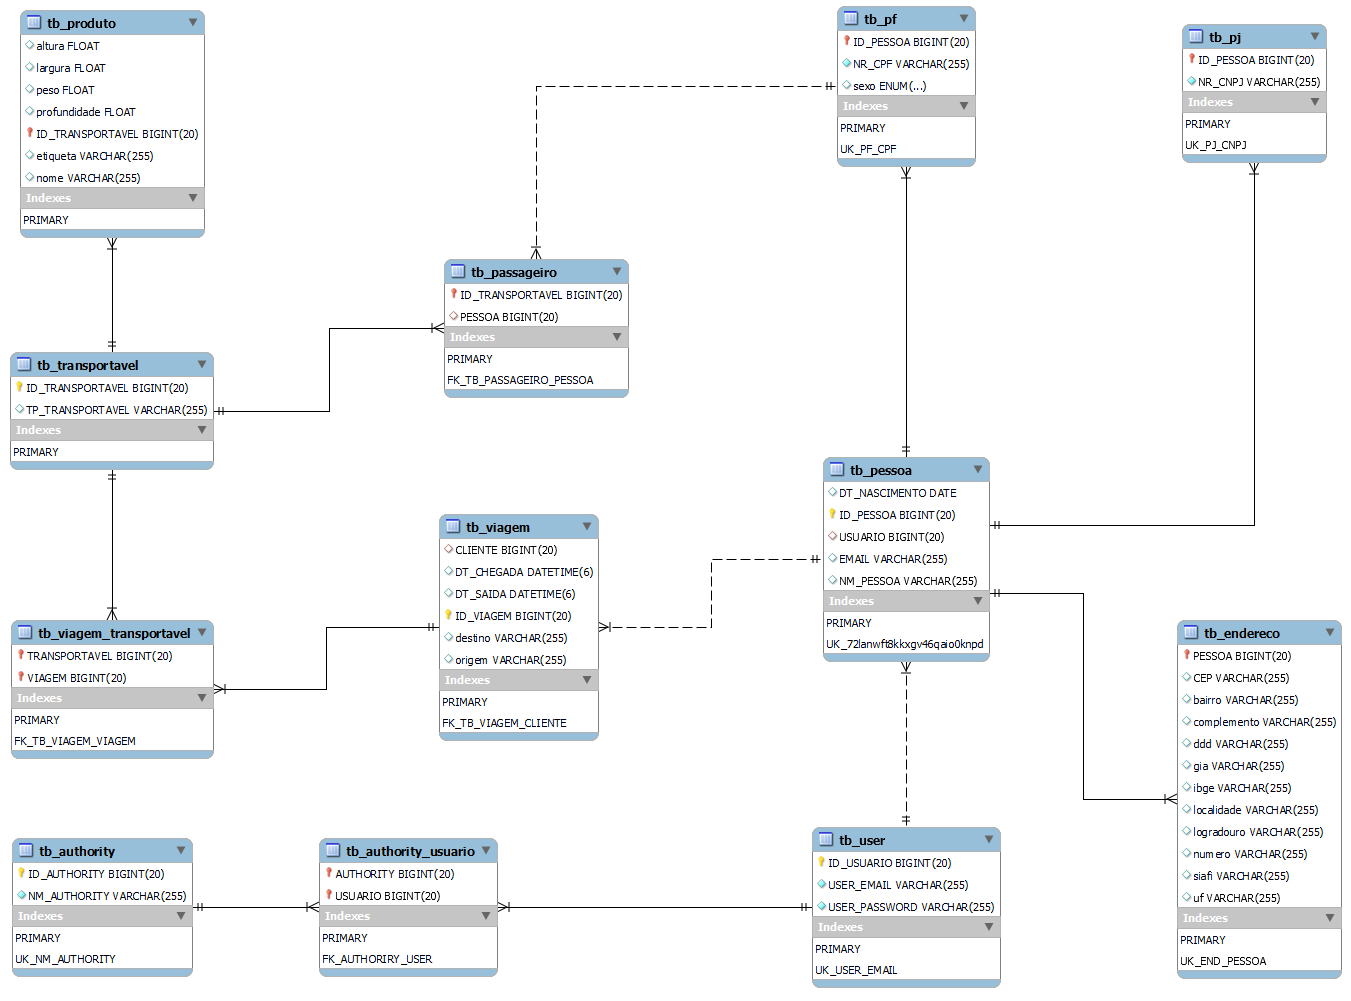 tb_produto
altura FLOAT
largura FLOAT
peso FLOAT
profundidade FLOAT
ID_TRANSPORTAVEL BIGINT(20)
etiqueta VARCHAR(255)
nome VARCHAR(255)
Indexes
PRIMARY
tb_pf
ID_PESSOA BIGINT(20)
NR_CPF VARCHAR(255)
sexo ENUM(...)
Indexes
PRIMARY
UK_PF_CPF
tb_pj
ID_PESSOA BIGINT(20)
NR_CNPJ VARCHAR(255)
Indexes
PRIMARY
UK_PJ_CNPJ
tb_passageiro
ID_TRANSPORTAVEL BIGINT(20)
PESSOA BIGINT(20)
Indexes
PRIMARY
FK_TB_PASSAGEIRO_PESSOA
tb_transportavel
ID_TRANSPORTAVEL BIGINT(20)
TP_TRANSPORTAVEL VARCHAR(255)
Indexes
PRIMARY
tb_pessoa
DT_NASCIMENTO DATE
ID_PESSOA BIGINT(20)
USUARIO BIGINT(20)
EMAIL VARCHAR(255)
NM_PESSOA VARCHAR(255)
Indexes
PRIMARY
UK_72lanwft8kkxgv46qaio0knpd
tb_viagem
CLIENTE BIGINT(20)
DT_CHEGADA DATETIME(6)
DT_SAIDA DATETIME(6)
ID_VIAGEM BIGINT(20)
destino VARCHAR(255)
origem VARCHAR(255)
Indexes
PRIMARY
FK_TB_VIAGEM_CLIENTE
tb_viagem_transportavel
TRANSPORTAVEL BIGINT(20)
VIAGEM BIGINT(20)
Indexes
PRIMARY
FK_TB_VIAGEM_VIAGEM
tb_endereco
PESSOA BIGINT(20)
CEP VARCHAR(255)
bairro VARCHAR(255)
complemento VARCHAR(255)
ddd VARCHAR(255)
gia VARCHAR(255)
ibge VARCHAR(255)
localidade VARCHAR(255)
logradouro VARCHAR(255)
numero VARCHAR(255)
siafi VARCHAR(255)
uf VARCHAR(255)
Indexes
PRIMARY
UK_END_PESSOA
tb_authority
ID_AUTHORITY BIGINT(20)
NM_AUTHORITY VARCHAR(255)
Indexes
PRIMARY
UK_NM_AUTHORITY
tb_authority_usuario
AUTHORITY BIGINT(20)
USUARIO BIGINT(20)
Indexes
PRIMARY
FK_AUTHORIRY_USER
tb_user
ID_USUARIO BIGINT(20)
USER_EMAIL VARCHAR(255)
USER_PASSWORD VARCHAR(255)
Indexes
PRIMARY
UK_USER_EMAIL